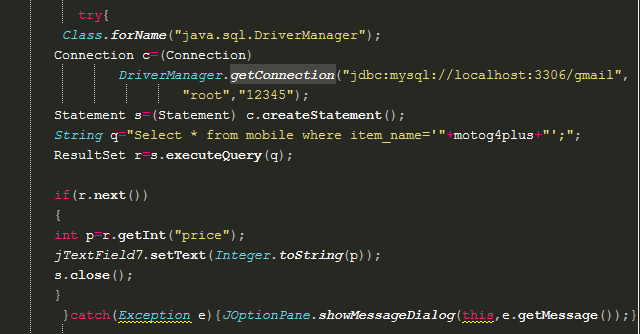 try{
Class.forName("java.sql.DriverManager");
Connection c=(Connection)
DriverManager.getConnection("jdbc:mysql://localhost:3306/gmail",
"root","12345");
Statement s=(Statement) c.createStatement();
String q="Select * from mobile where item_name='"+motog4plus+"';";
ResultSet r=s.executeQuery(q);
if(r.next())
{
int p=r.getInt("price");
jTextField7.setText(Integer.toString(p));
s.close();
}
}catch(Exception e){JOptionPane.showMessageDialog(this,e.getMessage());}